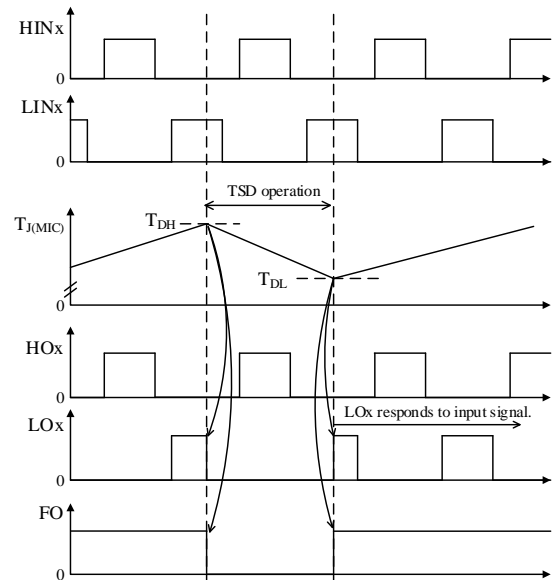 HINx
0
LINx
0
TSD operation
TJ(MIC)
TDH
TDL
0
HOx
0
LOx
LOx responds to input signal.
0
FO
0